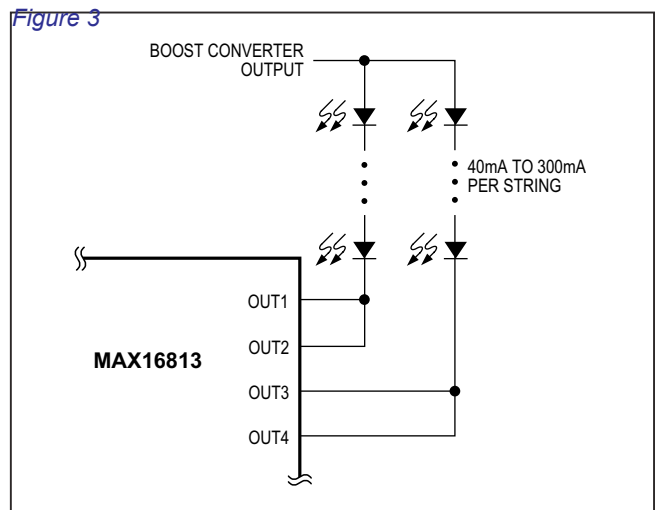 Figure 3
BOOST CONVERTER
OUTPUT
40mA TO 300mA
PER STRING
OUT1
OUT2
MAX16813
OUT3
OUT4